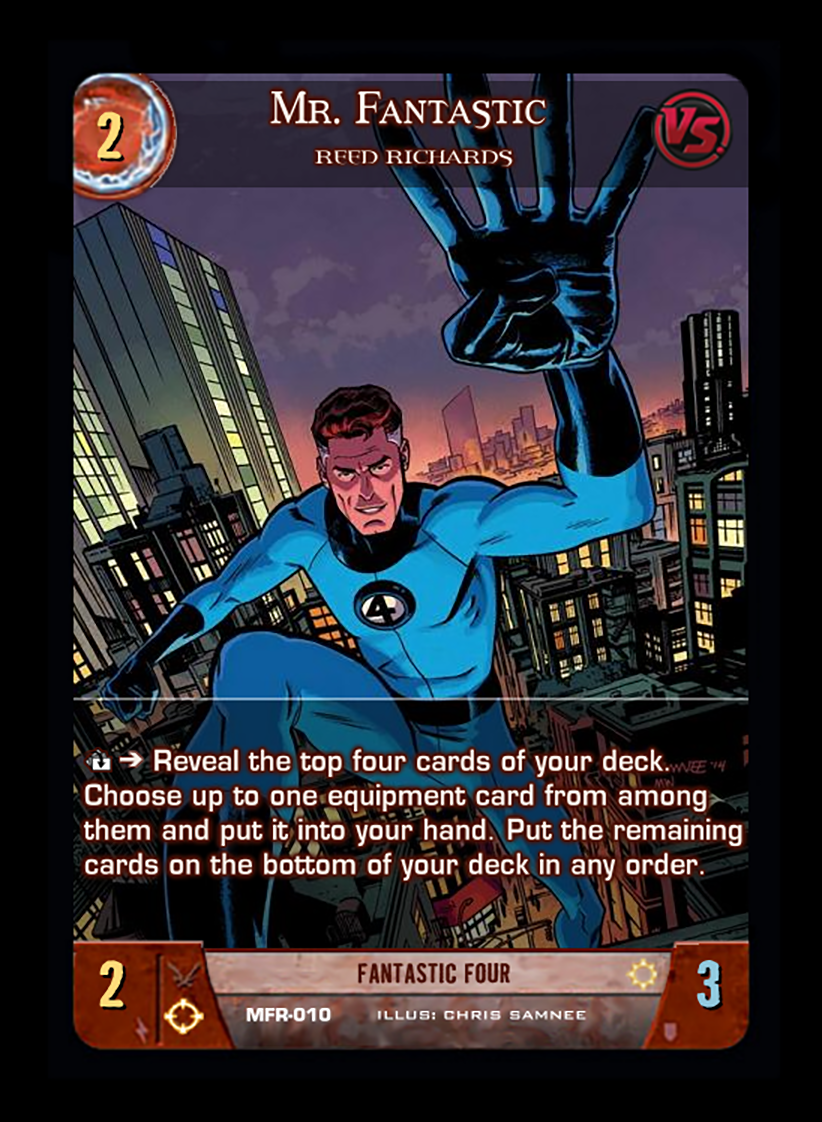 2
Mr. Fantastic
VS.
Reed Richards
4
Reveal the top four cards of your deck.
Choose up to one equipment card from among
them and put it into your hand. Put the remaining
cards on the bottom of your deck in any order.
2
FANTASTIC FOUR
3
MFR-010 ILLUS: CHRIS SAMNEE